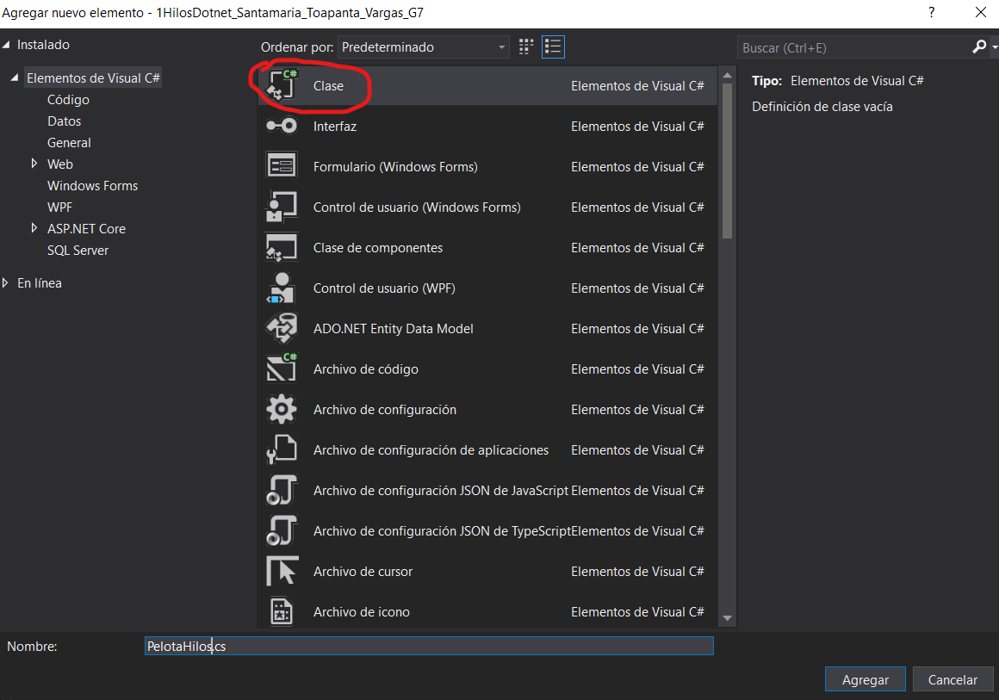 Agregar nuevo elemento - 1HilosDotnet_Santamaria_Toapanta_Vargas_G7
?
Instalado
Ordenar por: Predeterminado
Buscar (Ctrl+E)
Elementos de Visual C#
Código
Datos
General
Web
Windows Forms
WPF
ASP.NET Core
SQL Server
En línea
C# Clase Elementos de Visual C#
Interfaz Elementos de Visual C#
Formulario (Windows Forms) Elementos de Visual C#
Control de usuario (Windows Forms) Elementos de Visual C#
Clase de componentes Elementos de Visual C#
Control de usuario (WPF) Elementos de Visual C#
ADO.NET Entity Data Model Elementos de Visual C#
C# Archivo de código Elementos de Visual C#
Archivo de configuración Elementos de Visual C#
Archivo de configuración de aplicaciones Elementos de Visual C#
Archivo de configuración JSON de JavaScript Elementos de Visual C#
Archivo de configuración JSON de TypeScript Elementos de Visual C#
Archivo de cursor Elementos de Visual C#
Archivo de icono Elementos de Visual C#
Tipo: Elementos de Visual C#
Definición de clase vacía
Nombre: PelotaHilos.cs
Agregar Cancelar